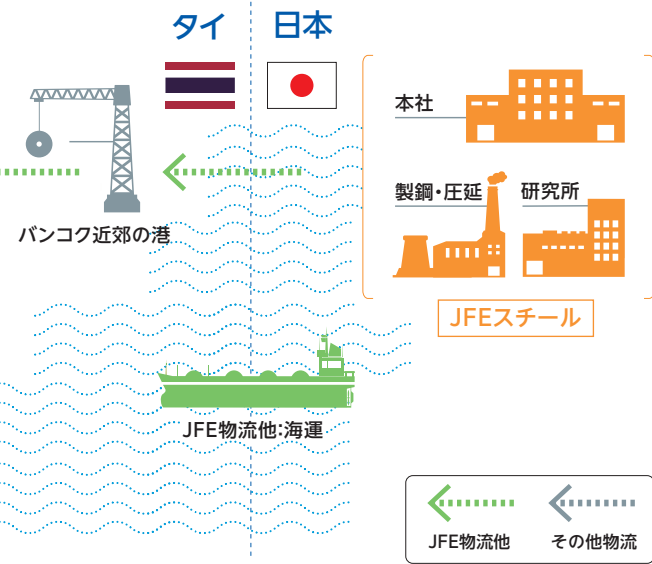 タイ
日本
本社
製鋼・圧延
研究所
バンコク近郊の港
JFEスチール
JFE物流他:海運
JFE物流他
その他物流